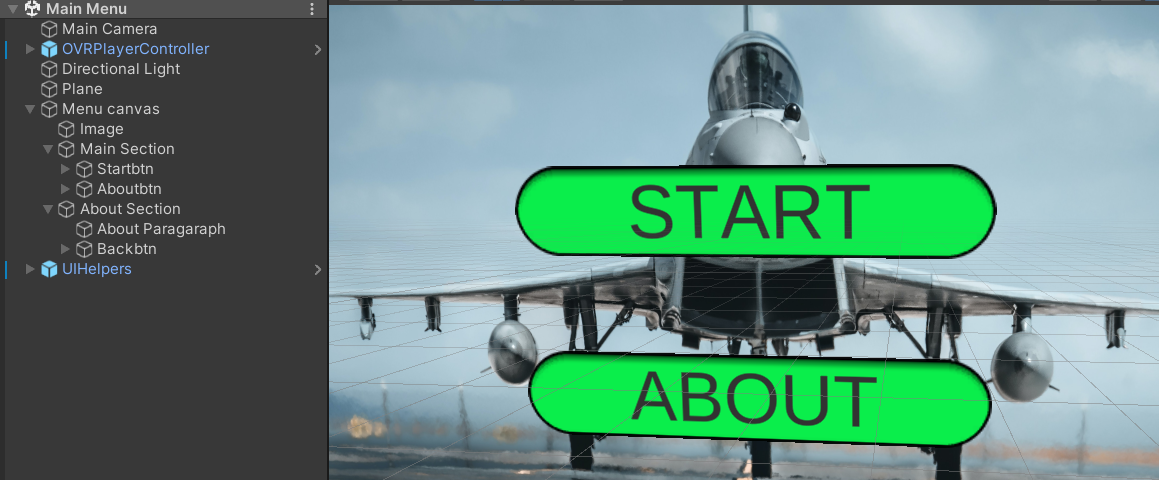 Main Menu
Main Camera
OVRPlayerController
Directional Light
Plane
Menu canvas
Image
Main Section
Startbtn
Aboutbtn
About Section
About Paragaraph
Backbtn
UIHelpers
START
ABOUT